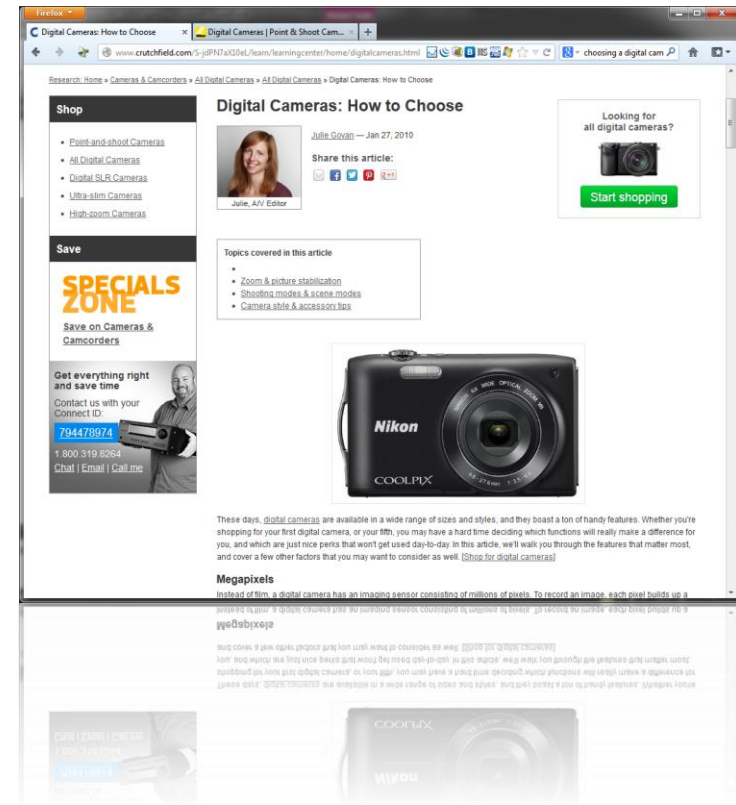 Firefox
Digital Cameras: How to Choose
Digital Cameras | Point & Shoot Cam...
www.crutchfield.com/S-jdPN7aXI0eL/learn/learningcenter/home/digitalcameras.html
choosing a digital cam
Research: Home » Cameras & Camcorders » All Digital Cameras » All Digital Cameras » Digital Cameras: How to Choose
Shop
Point-and-shoot Cameras
All Digital Cameras
Digital SLR Cameras
Ultra-slim Cameras
High-zoom Cameras
Save
SPECIALS
ZONE
Save on Cameras &
Camcorders
Get everything right
and save time
Contact us with your
Connect ID:
794478974
1.800.319.8264
Chat | Email | Call me
Digital Cameras: How to Choose
Julie Govan — Jan 27, 2010
Share this article:
Julie, A/V Editor
Looking for
all digital cameras?
Start shopping
Topics covered in this article
Zoom & picture stabilization
Shooting modes & scene modes
Camera style & accessory tips
Nikon
COOLPIX
These days, digital cameras are available in a wide range of sizes and styles, and they boast a ton of handy features. Whether you're
shopping for your first digital camera, or your fifth, you may have a hard time deciding which functions will really make a difference for
you, and which are just nice perks that won't get used day-to-day. In this article, we'll walk you through the features that matter most,
and cover a few other factors that you may want to consider as well. [Shop for digital cameras]
Megapixels
Instead of film, a digital camera has an imaging sensor consisting of millions of pixels. To record an image, each pixel builds up a